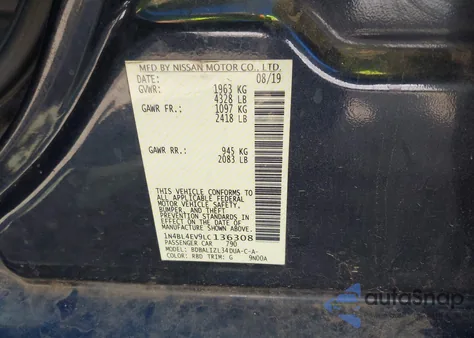 MFD BY NISSAN MOTOR CO., LTD.
DATE: 08/19
GVWR: 1963 KG
4328 LB
GAWR FR.: 1097 KG
2418 LB
GAWR RR.: 945 KG
2083 LB
THIS VEHICLE CONFORMS TO
ALL APPLICABLE FEDERAL
MOTOR VEHICLE SAFETY,
BUMPER, AND THEFT
PREVENTION STANDARDS
IN EFFECT ON THE DATE OF
MANUFACTURE SHOWN ABOVE.
1N4BL4EV9LC136308
PASSENGER CAR 790
MODEL: BDBALIZL34DUA-C-A-
COLOR: RBD TRIM: G 9N00A
autoSnap